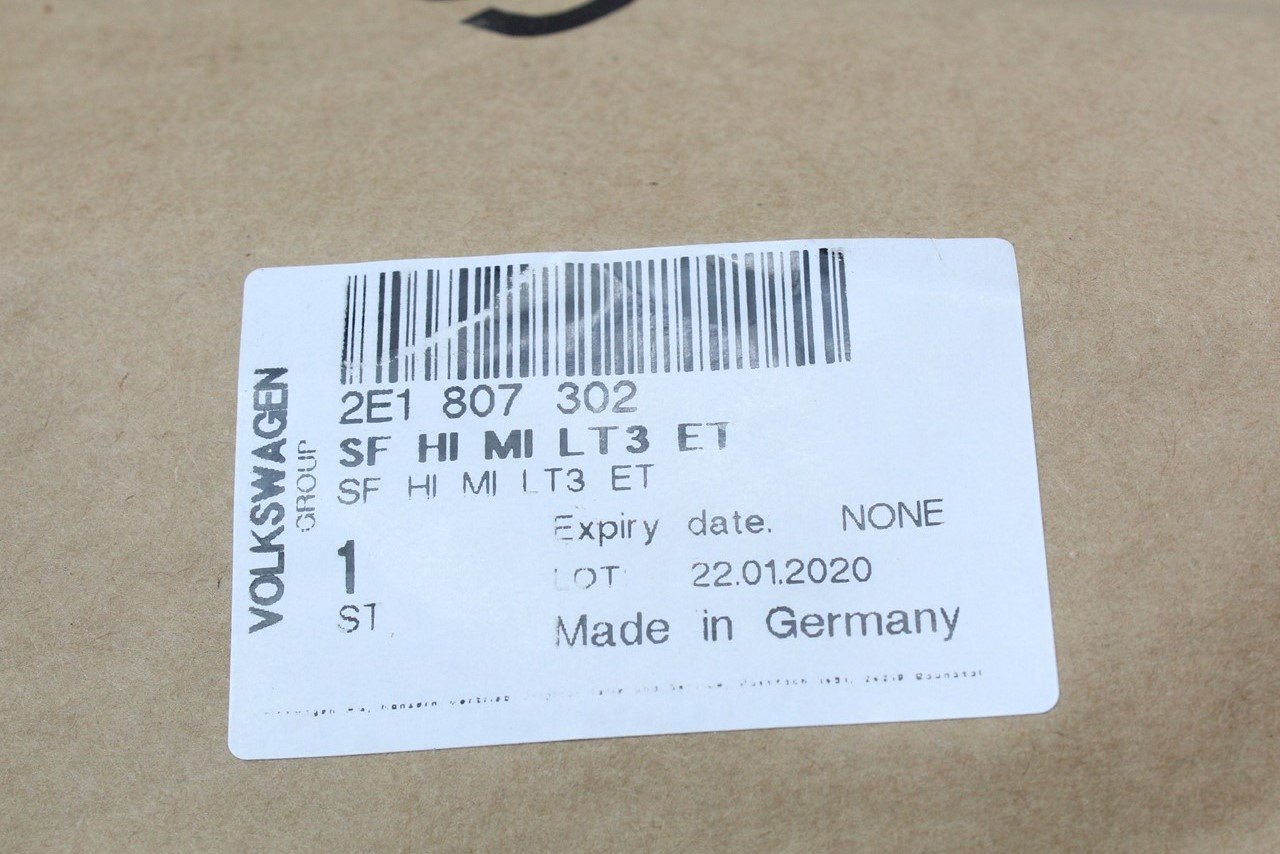 VOLKSWAGEN
GROUP
2E1 807 302
SF HI MI LT3 ET
SF HI MI LT3 ET
Expiry date. NONE
1
LOT 22.01.2020
ST
Made in Germany